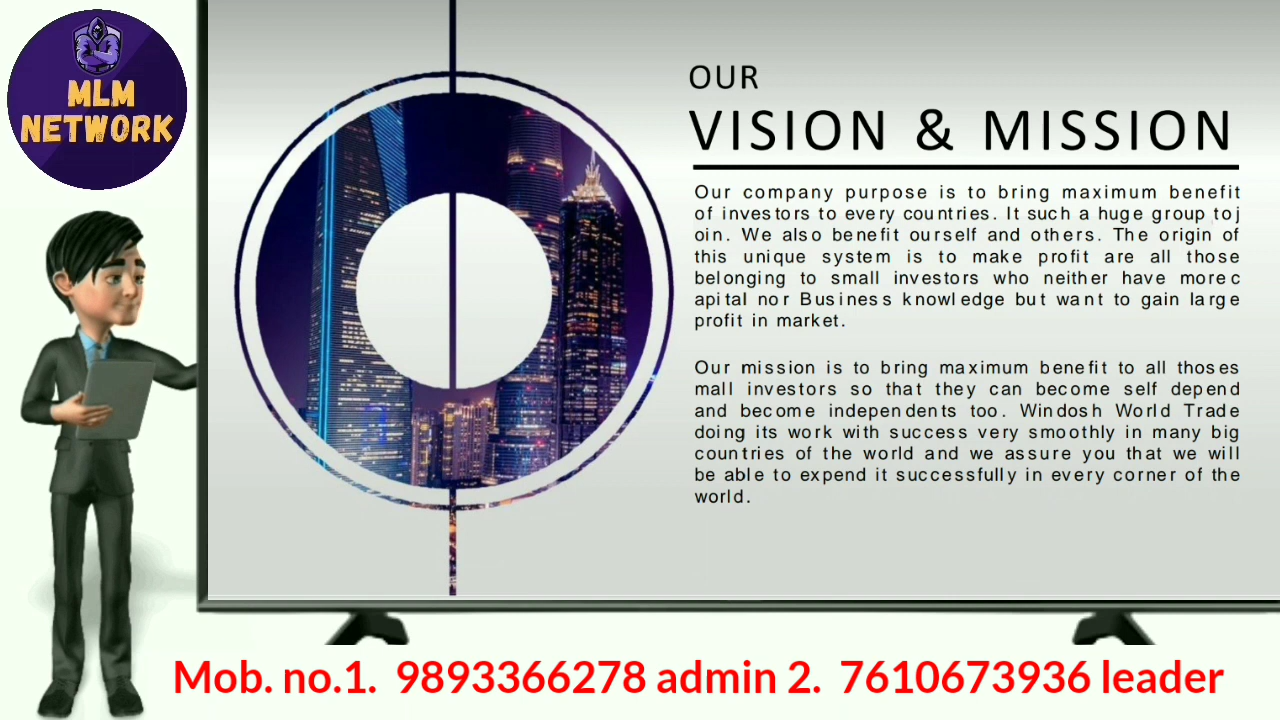 MLM
NETWORK
OUR
VISION & MISSION
Our company purpose is to bring maximum benefit
of investors to every countries. It such a huge group toj
oin. We also benefit ourself and others. The origin of
this unique system is to make profit are all those
belonging to small investors who neither have morec
apital nor Business knowledge but want to gain large
profit in market.
Our mission is to bring maximum benefit to all thoses
mall investors so that they can become self depend
and become independents too. Windosh World Trade
doing its work with success very smoothly in many big
countries of the world and we assure you that we will
be able to expend it successfully in every corner of the
world.
Mob. no.1. 9893366278 admin 2. 7610673936 leader